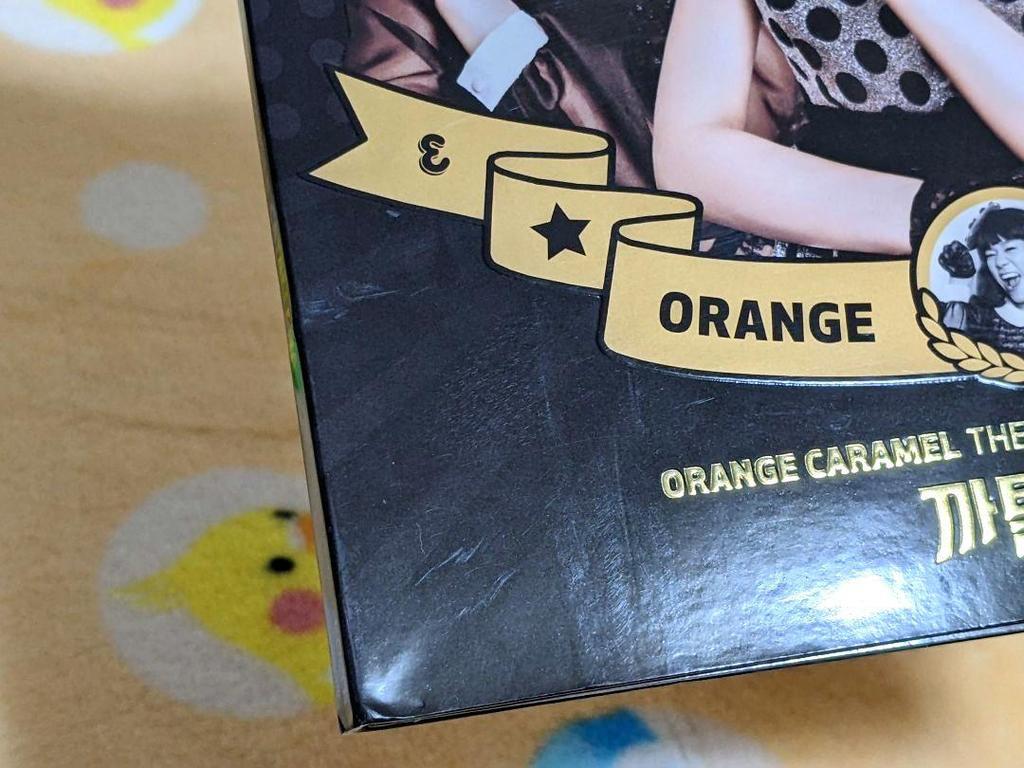 ε
ORANGE
ORANGE CARAMEL THE
까